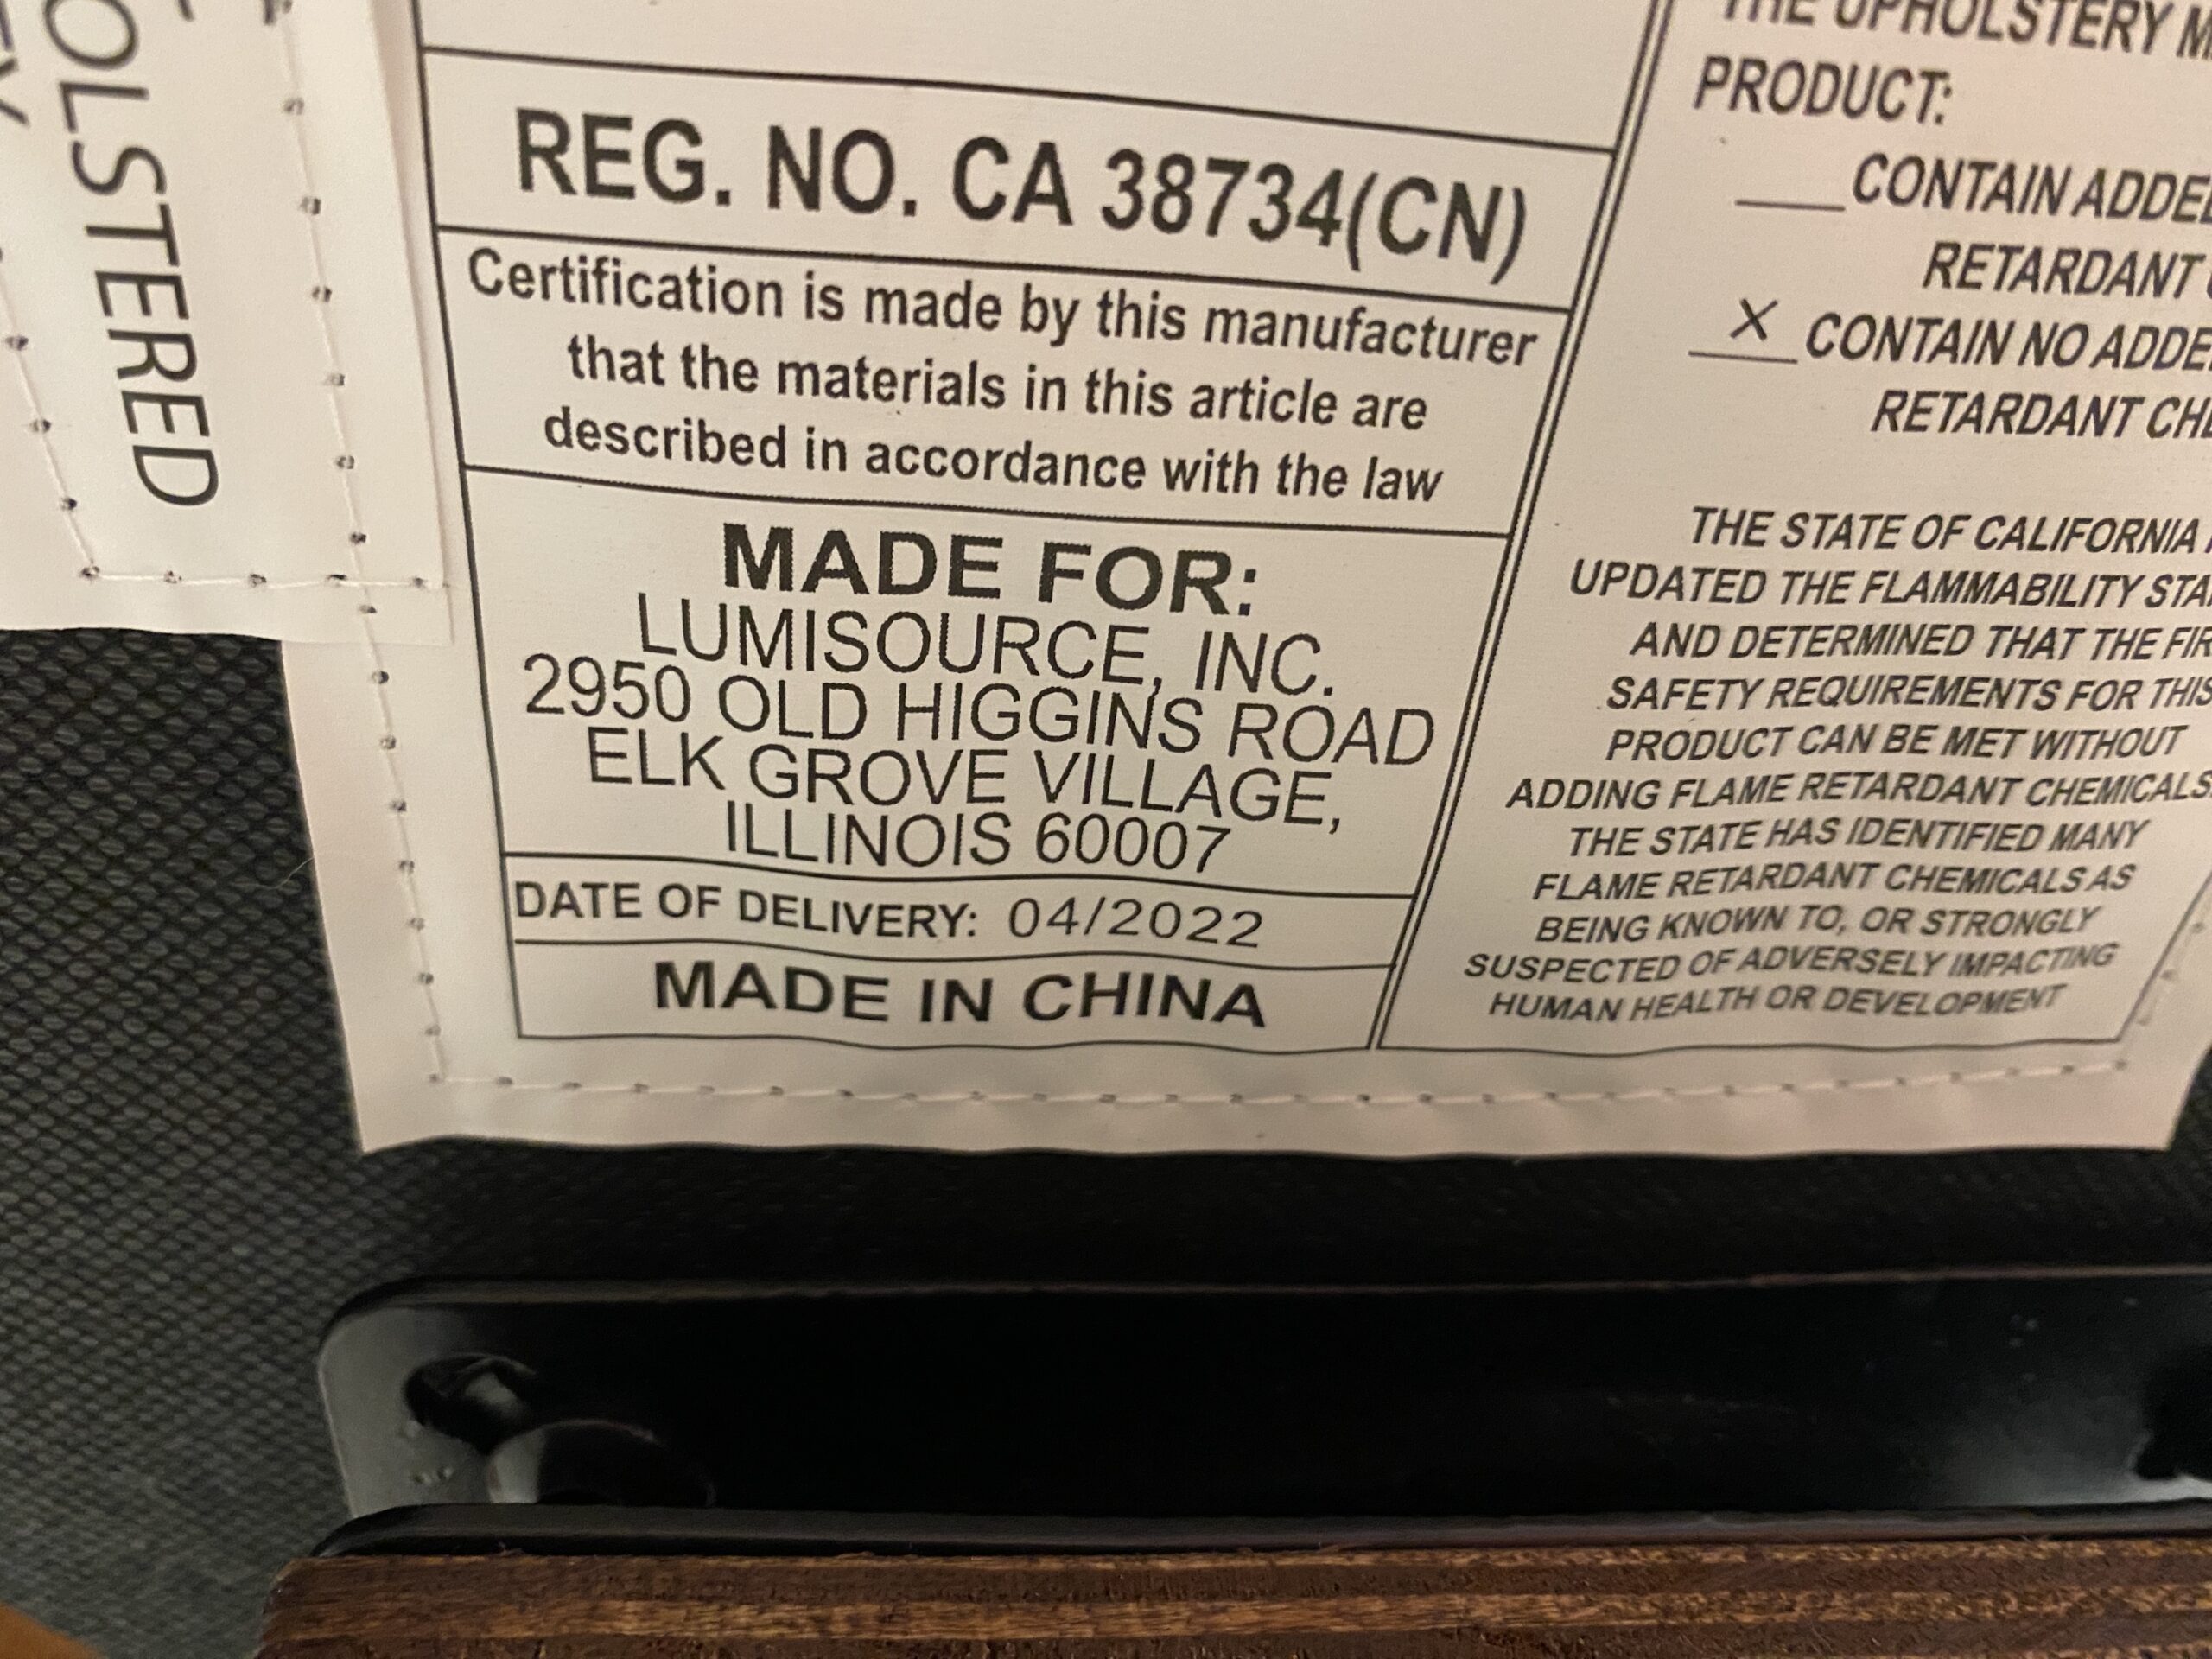 OLSTERED
REG. NO. CA 38734(CN)
Certification is made by this manufacturer
that the materials in this article are
described in accordance with the law
MADE FOR:
LUMISOURCE, INC.
2950 OLD HIGGINS ROAD
ELK GROVE VILLAGE,
ILLINOIS 60007
DATE OF DELIVERY: 04/2022
MADE IN CHINA
THE UPHOLSTERY
PRODUCT:
___CONTAIN ADDE
RETARDANT
X CONTAIN NO ADDE
RETARDANT CHE
THE STATE OF CALIFORNIA
UPDATED THE FLAMMABILITY STA
AND DETERMINED THAT THE FIR
SAFETY REQUIREMENTS FOR THIS
PRODUCT CAN BE MET WITHOUT
ADDING FLAME RETARDANT CHEMICALS.
THE STATE HAS IDENTIFIED MANY
FLAME RETARDANT CHEMICALS AS
BEING KNOWN TO, OR STRONGLY
SUSPECTED OF ADVERSELY IMPACTING
HUMAN HEALTH OR DEVELOPMENT